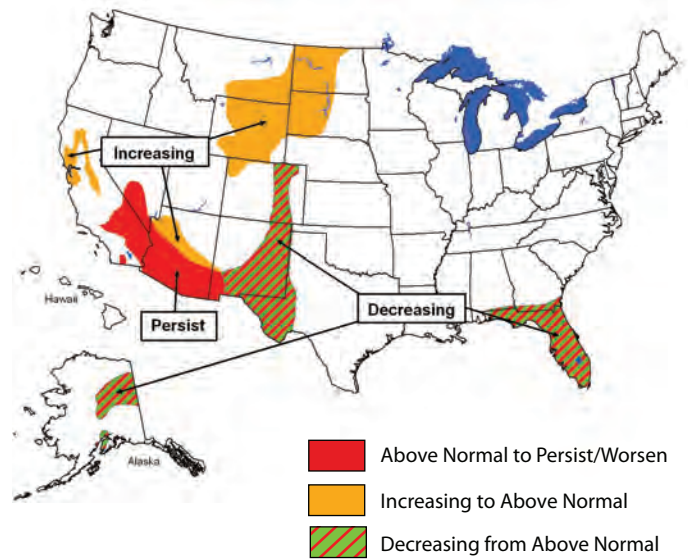 Increasing
Hawaii
Persist
Decreasing
Alaska
Above Normal to Persist/Worsen
Increasing to Above Normal
Decreasing from Above Normal